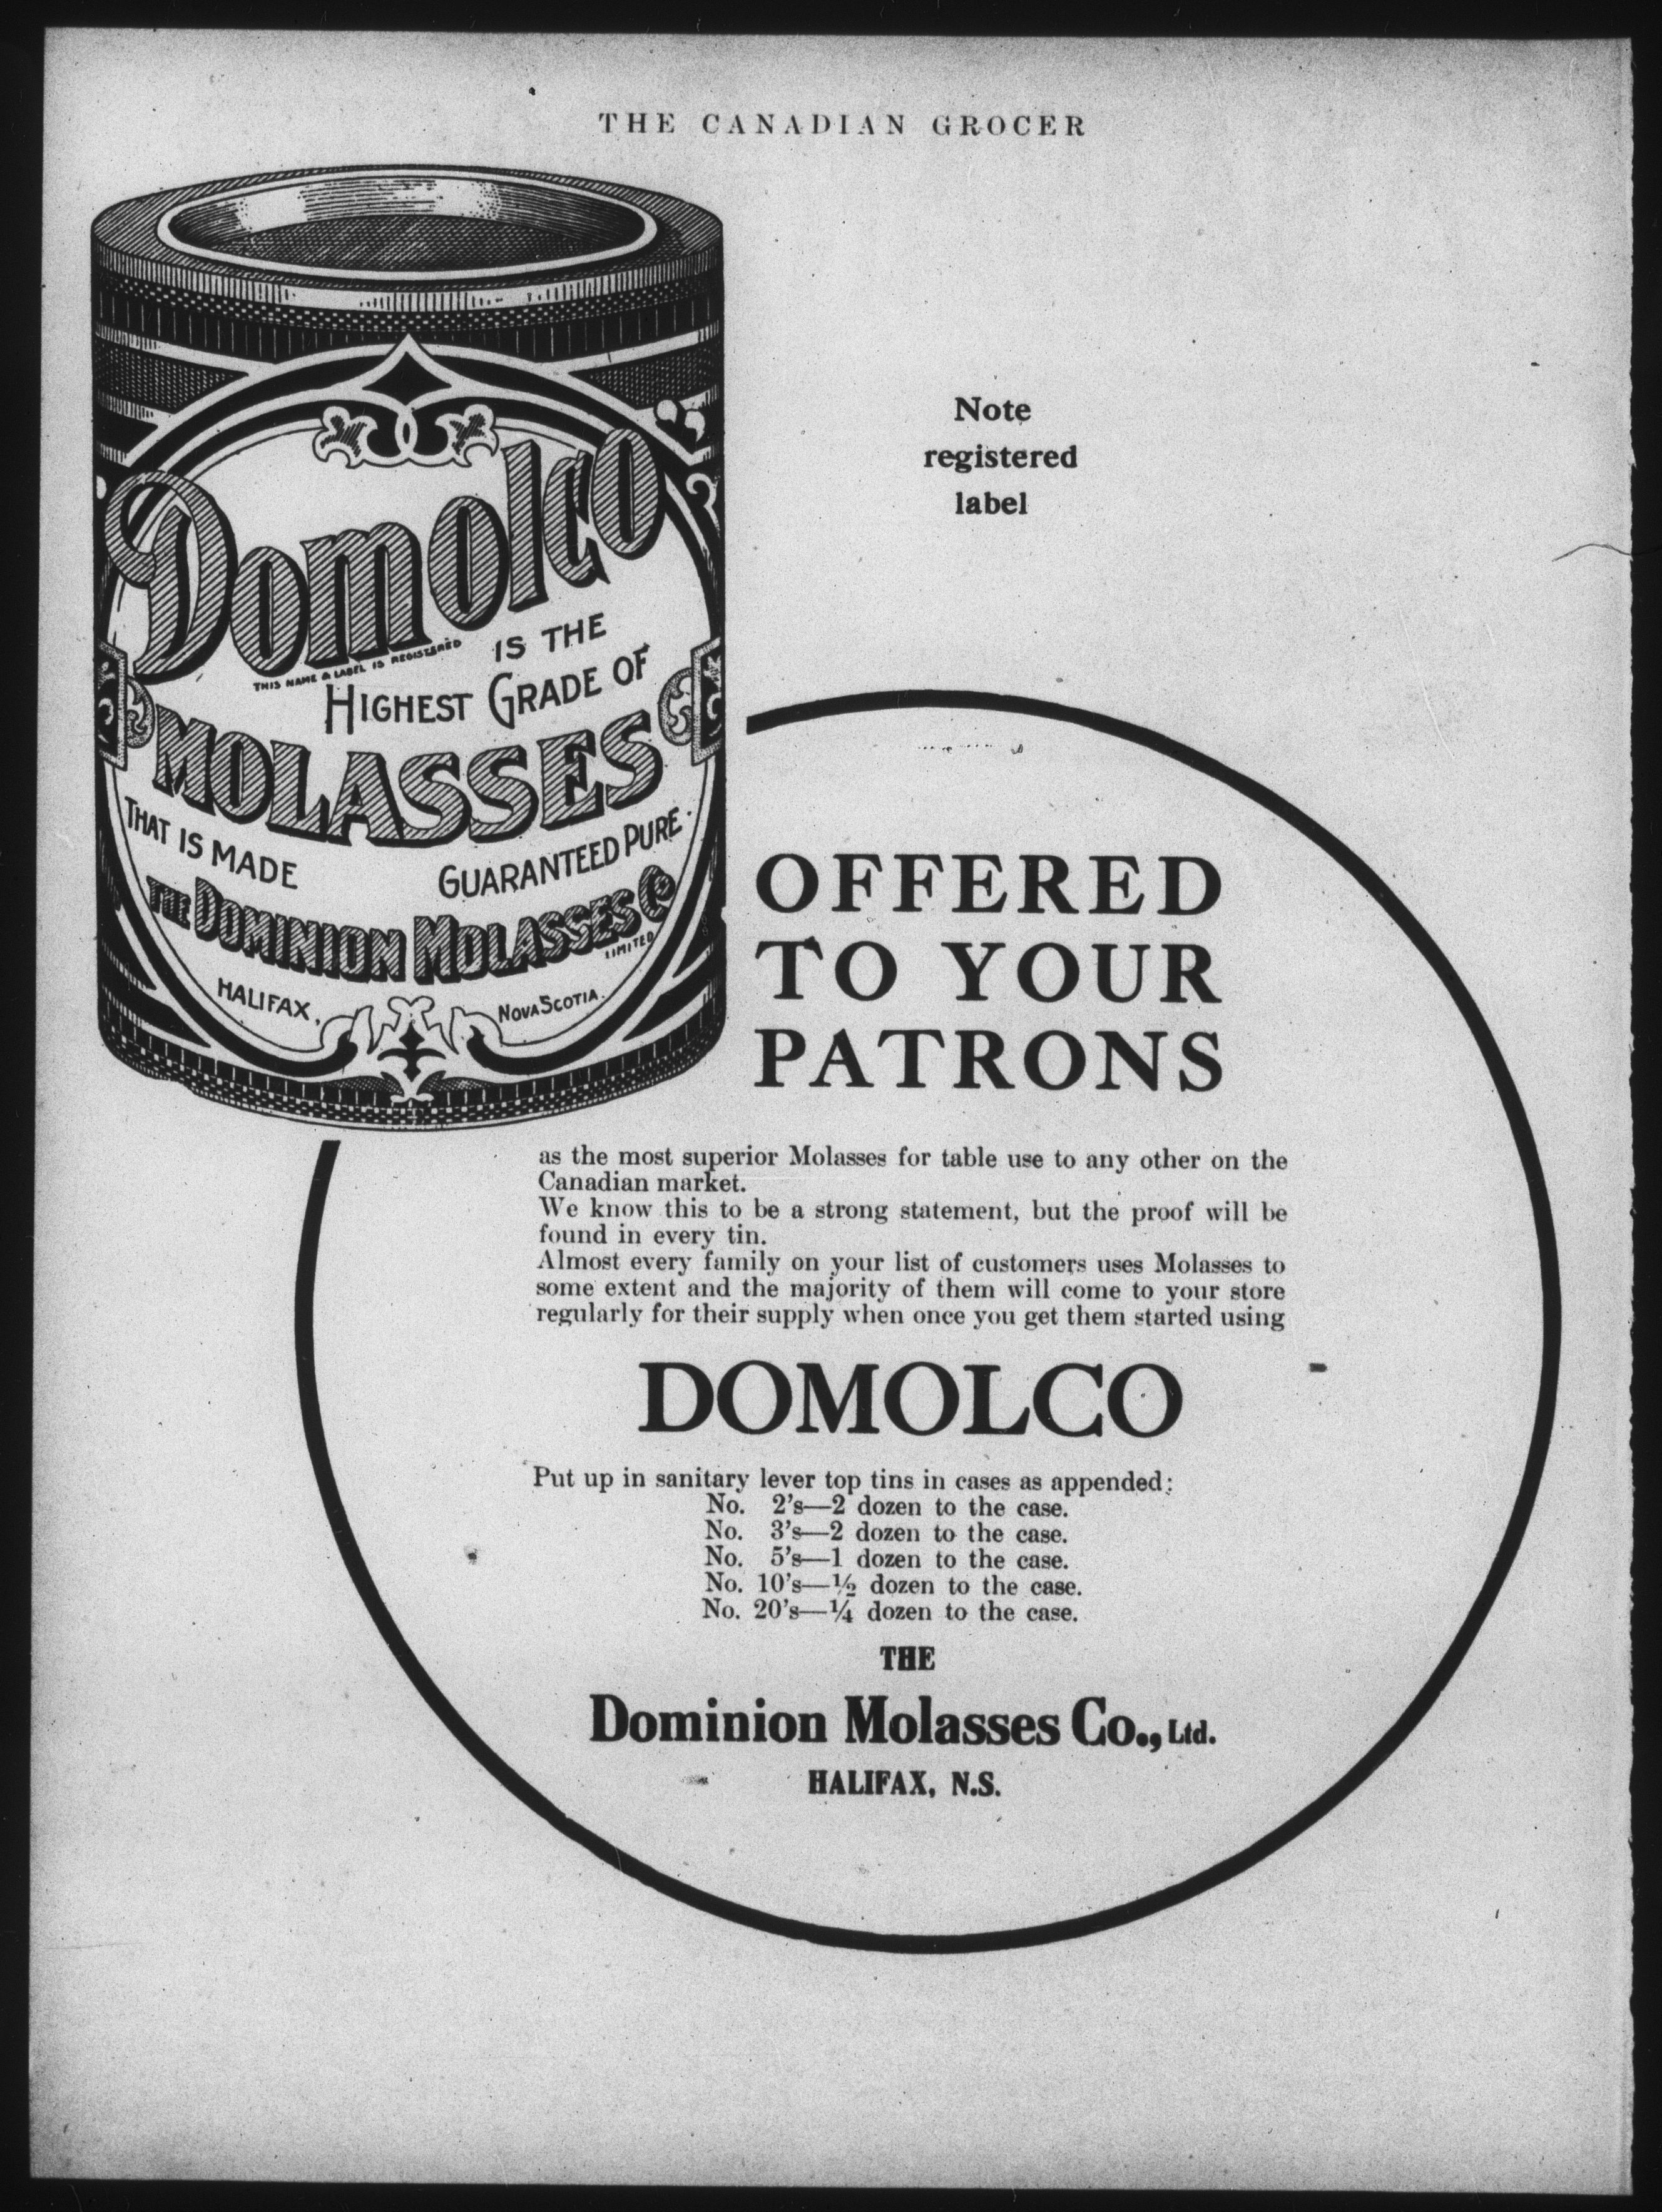 THE CANADIAN GROCER
Domolco
THIS NAME & LABEL IS REGISTERED
IS THE
HIGHEST GRADE OF
MOLASSES
THAT IS MADE
GUARANTEED PURE.
THE DOMINION MOLASSES CO
LIMITED
HALIFAX,
NOVA SCOTIA.
Note
registered
label
OFFERED
TO YOUR
PATRONS
as the most superior Molasses for table use to any other on the
Canadian market.
We know this to be a strong statement, but the proof will be
found in every tin.
Almost every family on your list of customers uses Molasses to
some extent and the majority of them will come to your store
regularly for their supply when once you get them started using
DOMOLCO
Put up in sanitary lever top tins in cases as appended:
No. 2's—2 dozen to the case.
No. 3's—2 dozen to the case.
No. 5's—1 dozen to the case.
No. 10's—½ dozen to the case.
No. 20's—¼ dozen to the case.
THE
Dominion Molasses Co., Ltd.
HALIFAX, N.S.